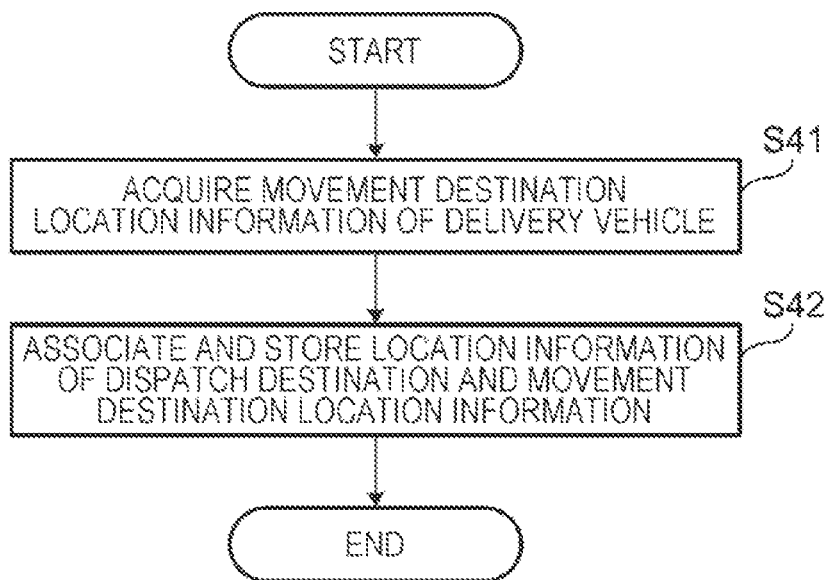 START
S41
ACQUIRE MOVEMENT DESTINATION
LOCATION INFORMATION OF DELIVERY VEHICLE
S42
ASSOCIATE AND STORE LOCATION INFORMATION
OF DISPATCH DESTINATION AND MOVEMENT
DESTINATION LOCATION INFORMATION
END